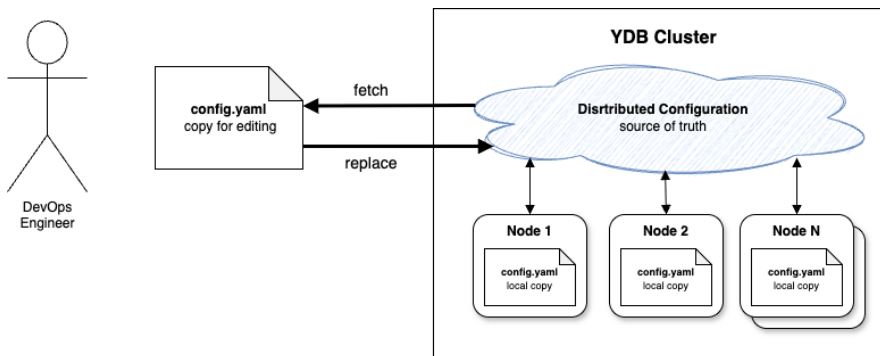 YDB Cluster
fetch
config.yaml
copy for editing
Disrtributed Configuration
source of truth
replace
DevOps
Engineer
Node 1
config.yaml
local copy
Node 2
config.yaml
local copy
Node N
config.yaml
local copy